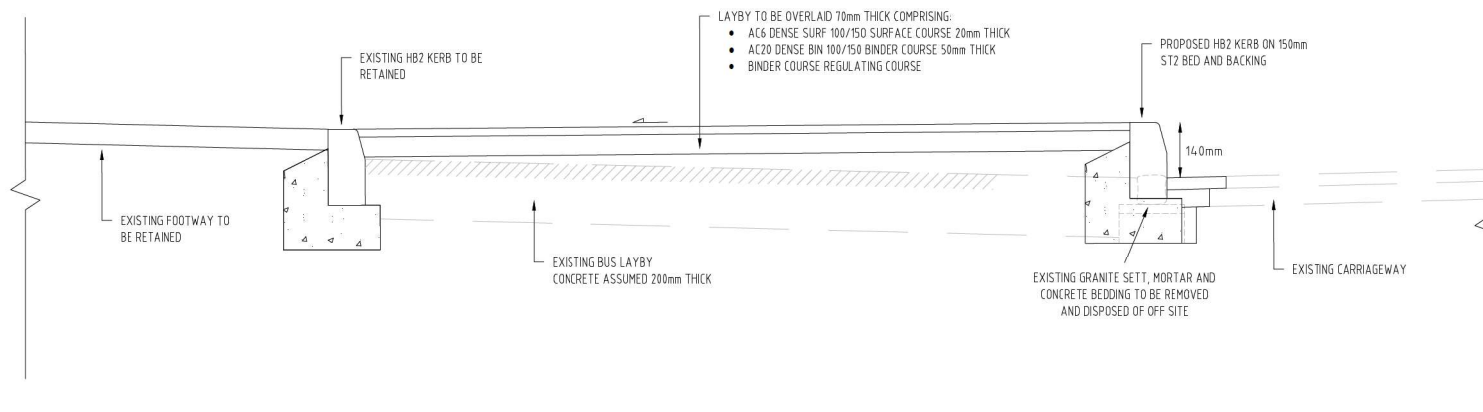 LAYBY TO BE OVERLAID 70mm THICK COMPRISING:
• AC6 DENSE SURF 100/150 SURFACE COURSE 20mm THICK
• AC20 DENSE BIN 100/150 BINDER COURSE 50mm THICK
• BINDER COURSE REGULATING COURSE
EXISTING HB2 KERB TO BE
RETAINED
PROPOSED HB2 KERB ON 150mm
ST2 BED AND BACKING
140mm
EXISTING FOOTWAY TO
BE RETAINED
EXISTING BUS LAYBY
CONCRETE ASSUMED 200mm THICK
EXISTING GRANITE SETT, MORTAR AND
CONCRETE BEDDING TO BE REMOVED
AND DISPOSED OF OFF SITE
EXISTING CARRIAGEWAY